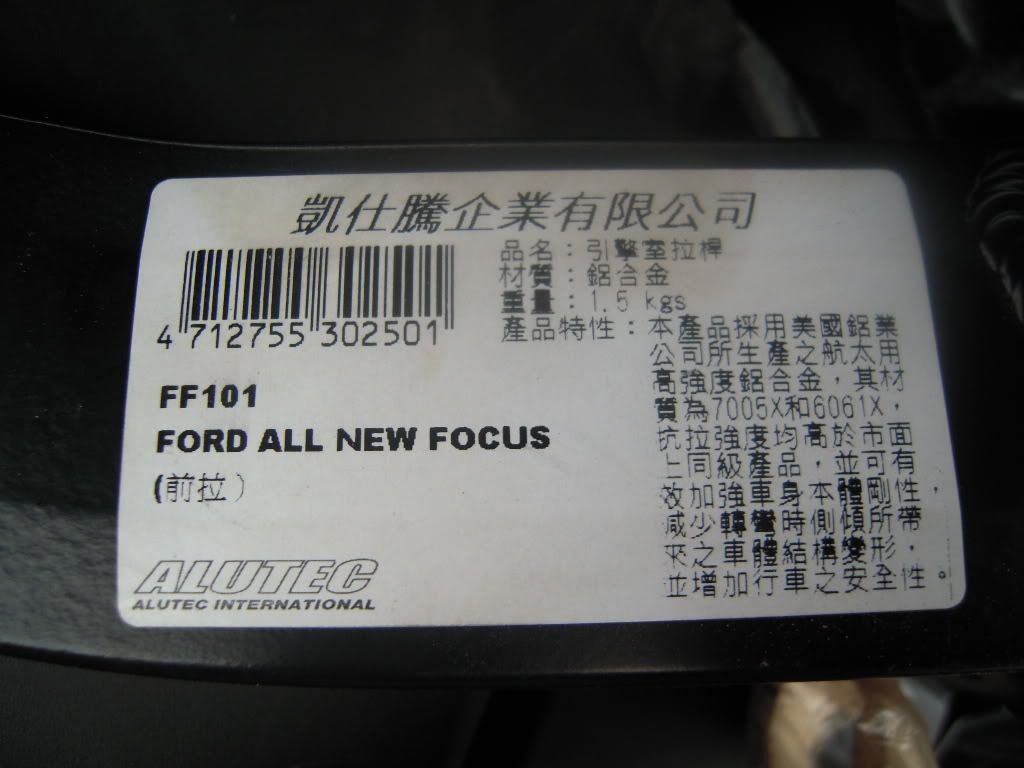 凱仕騰企業有限公司
4 712755 302501
品名：引擎室拉桿
材質：鋁合金
重量：1.5 kgs
產品特性：本產品採用美國鋁業
公司所生產之航太用
高強度鋁合金，其材
質為7005X和6061X，
抗拉強度均高於市面
上同級產品，並可有
效加強車身本體剛性，
減少轉彎時側傾所帶
來之車體結構變形，
並增加行車之安全性。
FF101
FORD ALL NEW FOCUS
(前拉)
ALUTEC
ALUTEC INTERNATIONAL